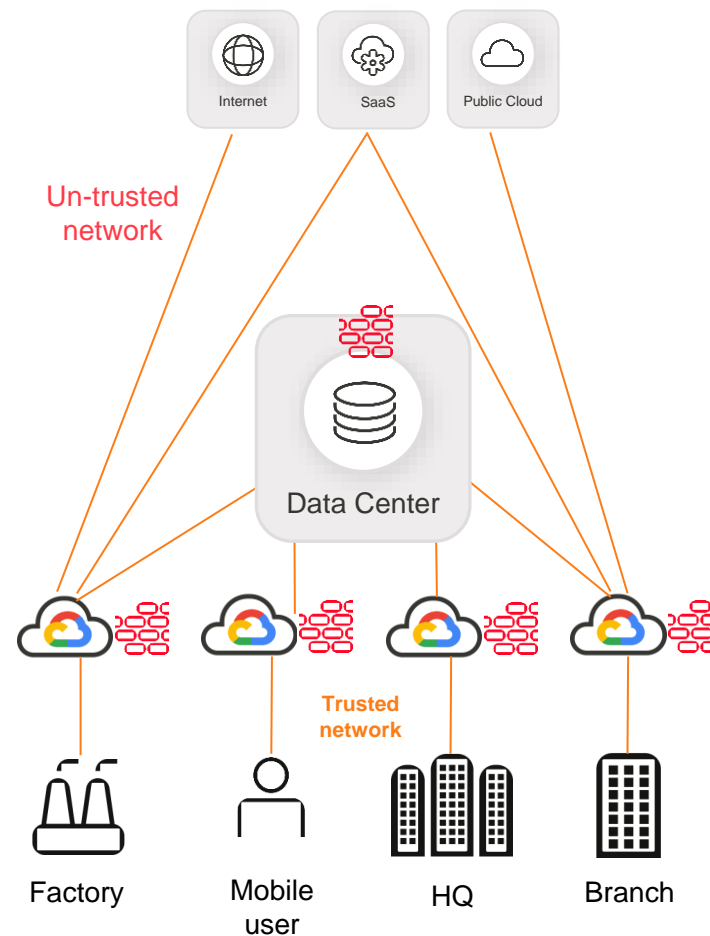 Internet
SaaS
Public Cloud
Un-trusted
network
Data Center
Trusted
network
Factory
Mobile
user
HQ
Branch